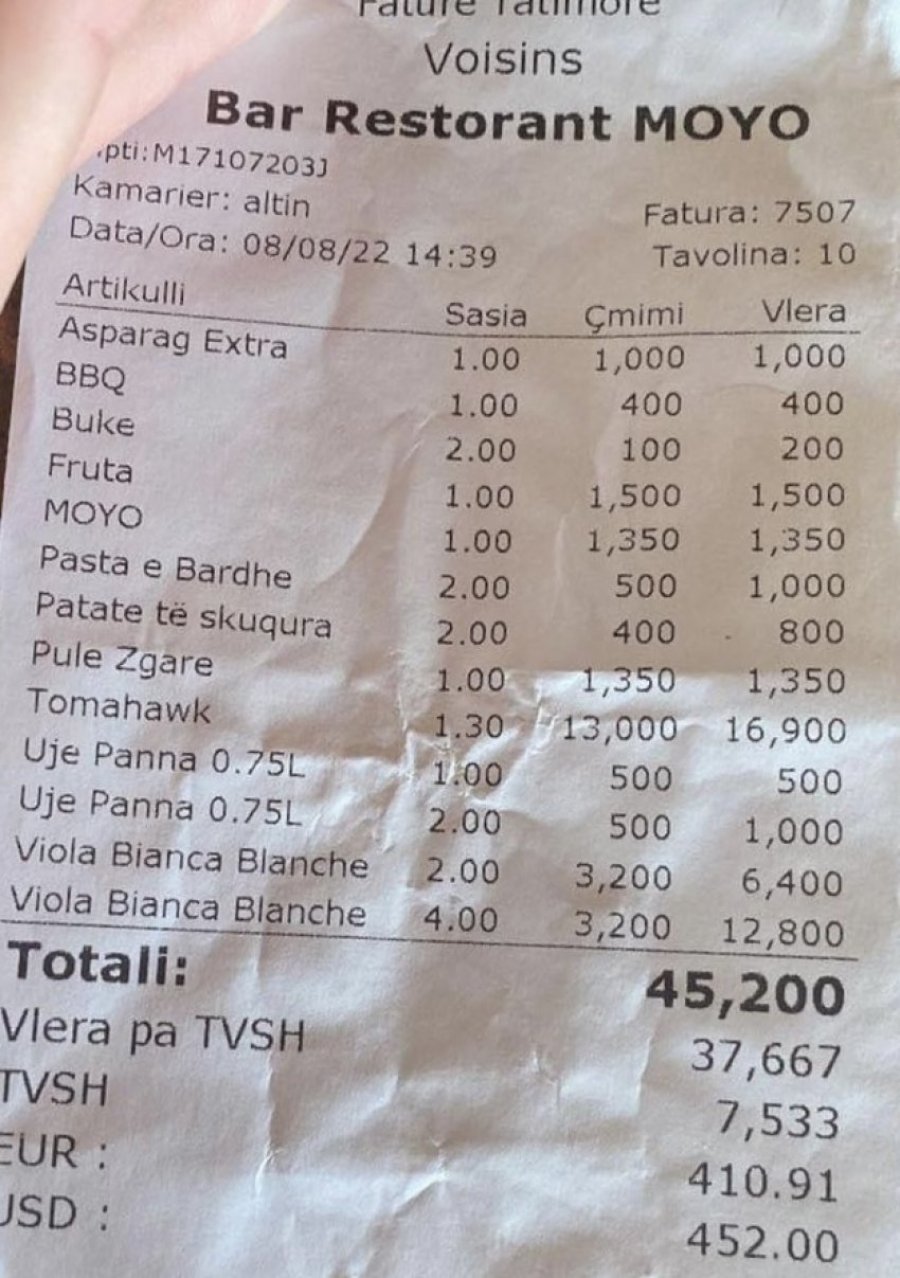 Fature Tatimore
Voisins
Bar Restorant MOYO
.pti:M17107203J
Kamarier: altin Fatura: 7507
Data/Ora: 08/08/22 14:39 Tavolina: 10
Artikulli Sasia Çmimi Vlera
Asparag Extra 1.00 1,000 1,000
BBQ 1.00 400 400
Buke 2.00 100 200
Fruta 1.00 1,500 1,500
MOYO 1.00 1,350 1,350
Pasta e Bardhe 2.00 500 1,000
Patate të skuqura 2.00 400 800
Pule Zgare 1.00 1,350 1,350
Tomahawk 1.30 13,000 16,900
Uje Panna 0.75L 1.00 500 500
Uje Panna 0.75L 2.00 500 1,000
Viola Bianca Blanche 2.00 3,200 6,400
Viola Bianca Blanche 4.00 3,200 12,800
Totali: 45,200
Vlera pa TVSH 37,667
TVSH 7,533
EUR : 410.91
USD : 452.00